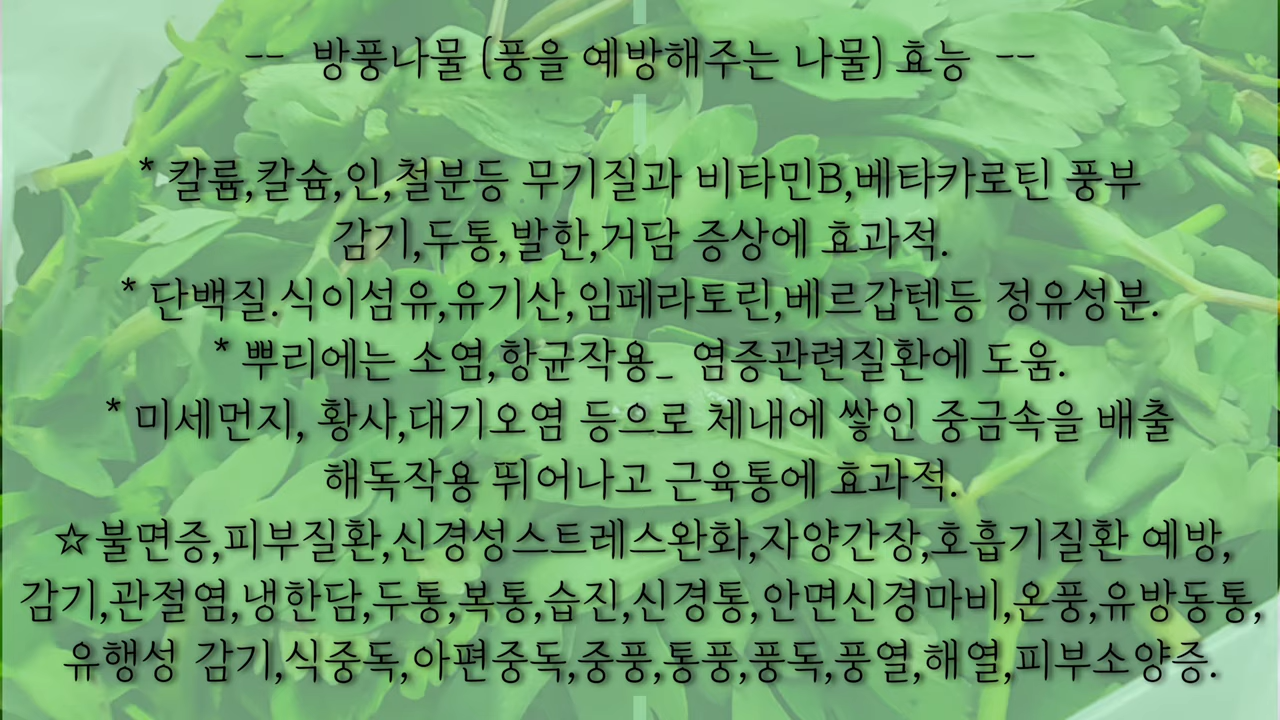 -- 방풍나물 (풍을 예방해주는 나물) 효능 --
* 칼륨,칼슘,인,철분등 무기질과 비타민B,베타카로틴 풍부
감기,두통,발한,거담 증상에 효과적.
* 단백질.식이섬유,유기산,임페라토린,베르갑텐등 정유성분.
* 뿌리에는 소염,항균작용_ 염증관련질환에 도움.
* 미세먼지, 황사,대기오염 등으로 체내에 쌓인 중금속을 배출
해독작용 뛰어나고 근육통에 효과적.
☆불면증,피부질환,신경성스트레스완화,자양간장,호흡기질환 예방,
감기,관절염,냉한담,두통,복통,습진,신경통,안면신경마비,온풍,유방동통,
유행성 감기,식중독,아편중독,중풍,통풍,풍독,풍열,해열,피부소양증.